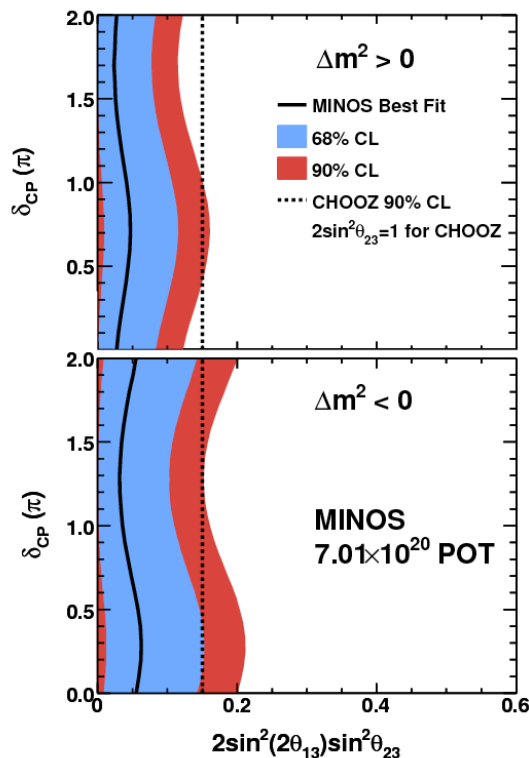 2.0
Δm² > 0
MINOS Best Fit
1.5
68% CL
90% CL
δCP (π)
1.0
CHOOZ 90% CL
2sin²θ23=1 for CHOOZ
0.5
2.0
Δm² < 0
1.5
δCP (π)
1.0
MINOS
7.01×10²⁰ POT
0.5
0.0
0 0.2 0.4 0.6
2sin²(2θ13)sin²θ23